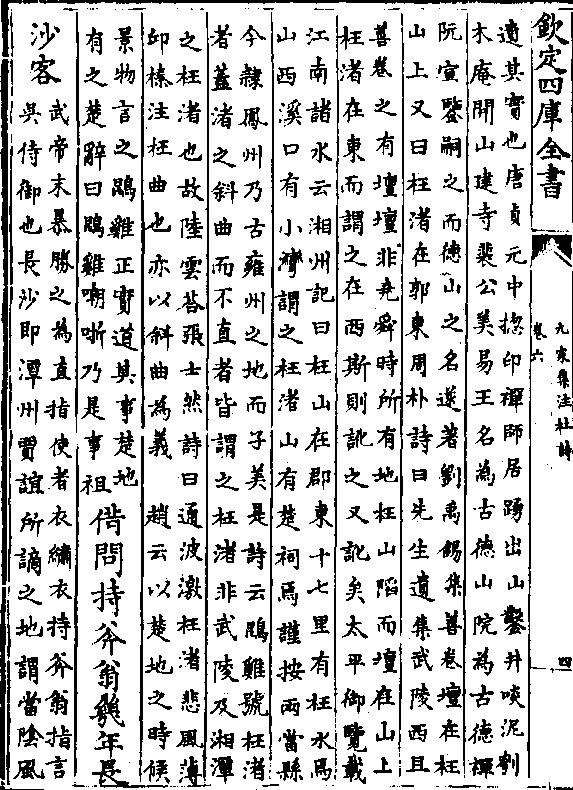 欽定四庫全書
九家集注杜詩
卷六
四
適其實也唐貞元中揔印禪師居踊出山鑿井啖泥刳
木庵開山建寺裴公美易王名為古德山院為古德禪
阮宣鑒嗣之而德山之名遂著劉禹錫集善卷壇在枉
山上又曰枉渚在郭東周朴詩曰先生遺集武陵西且
善卷之有壇壇非堯舜時所有地枉山陷而壇在山上
枉渚在東而謂之在西斯則訛之又訛矣太平御覽載
江南諸水云湘州記曰枉山在郡東十七里有枉水焉
山西溪口有小灣謂之枉渚山有楚祠焉謹按兩當縣
今隸鳳州乃古雍州之地而子美是詩云鵾雞號枉渚
者蓋渚之斜曲而不直者皆謂之枉渚非武陵及湘潭
之枉渚也故陸雲荅張士然詩曰通波激枉渚悲風薄
卭榛注枉曲也亦以斜曲為義 趙云以楚地之時候
景物言之鵾雞正實道其事楚地
有之楚辭曰鵾雞嘲哳乃是事祖
借問持斧翁幾年長
沙客
武帝末暴勝之為直指使者衣繡衣持斧翁指言
吳侍御也長沙即潭州賈誼所謫之地謂當陰風